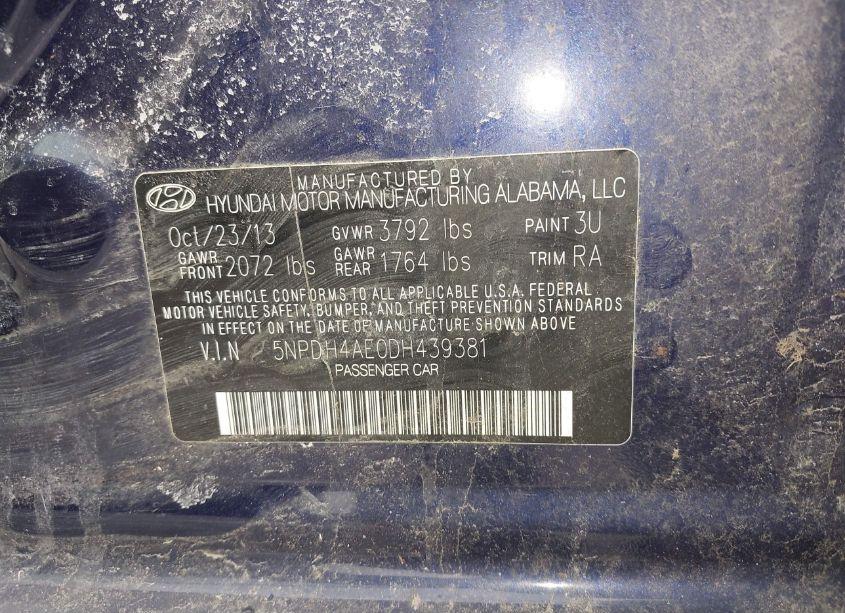 MANUFACTURED BY
HYUNDAI MOTOR MANUFACTURING ALABAMA, LLC
Oct/23/13 GVWR 3792 lbs PAINT 3U
GAWR FRONT 2072 lbs GAWR REAR 1764 lbs TRIM RA
THIS VEHICLE CONFORMS TO ALL APPLICABLE U.S.A. FEDERAL
MOTOR VEHICLE SAFETY, BUMPER, AND THEFT PREVENTION STANDARDS
IN EFFECT ON THE DATE OF MANUFACTURE SHOWN ABOVE
V.I.N 5NPDH4AE0DH439381
PASSENGER CAR